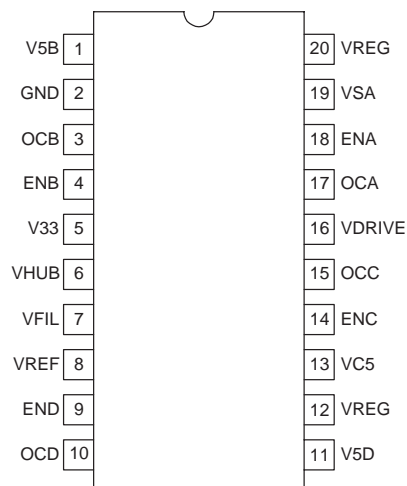 V5B 1 20 VREG
GND 2 19 VSA
OCB 3 18 ENA
ENB 4 17 OCA
V33 5 16 VDRIVE
VHUB 6 15 OCC
VFIL 7 14 ENC
VREF 8 13 VC5
END 9 12 VREG
OCD 10 11 V5D